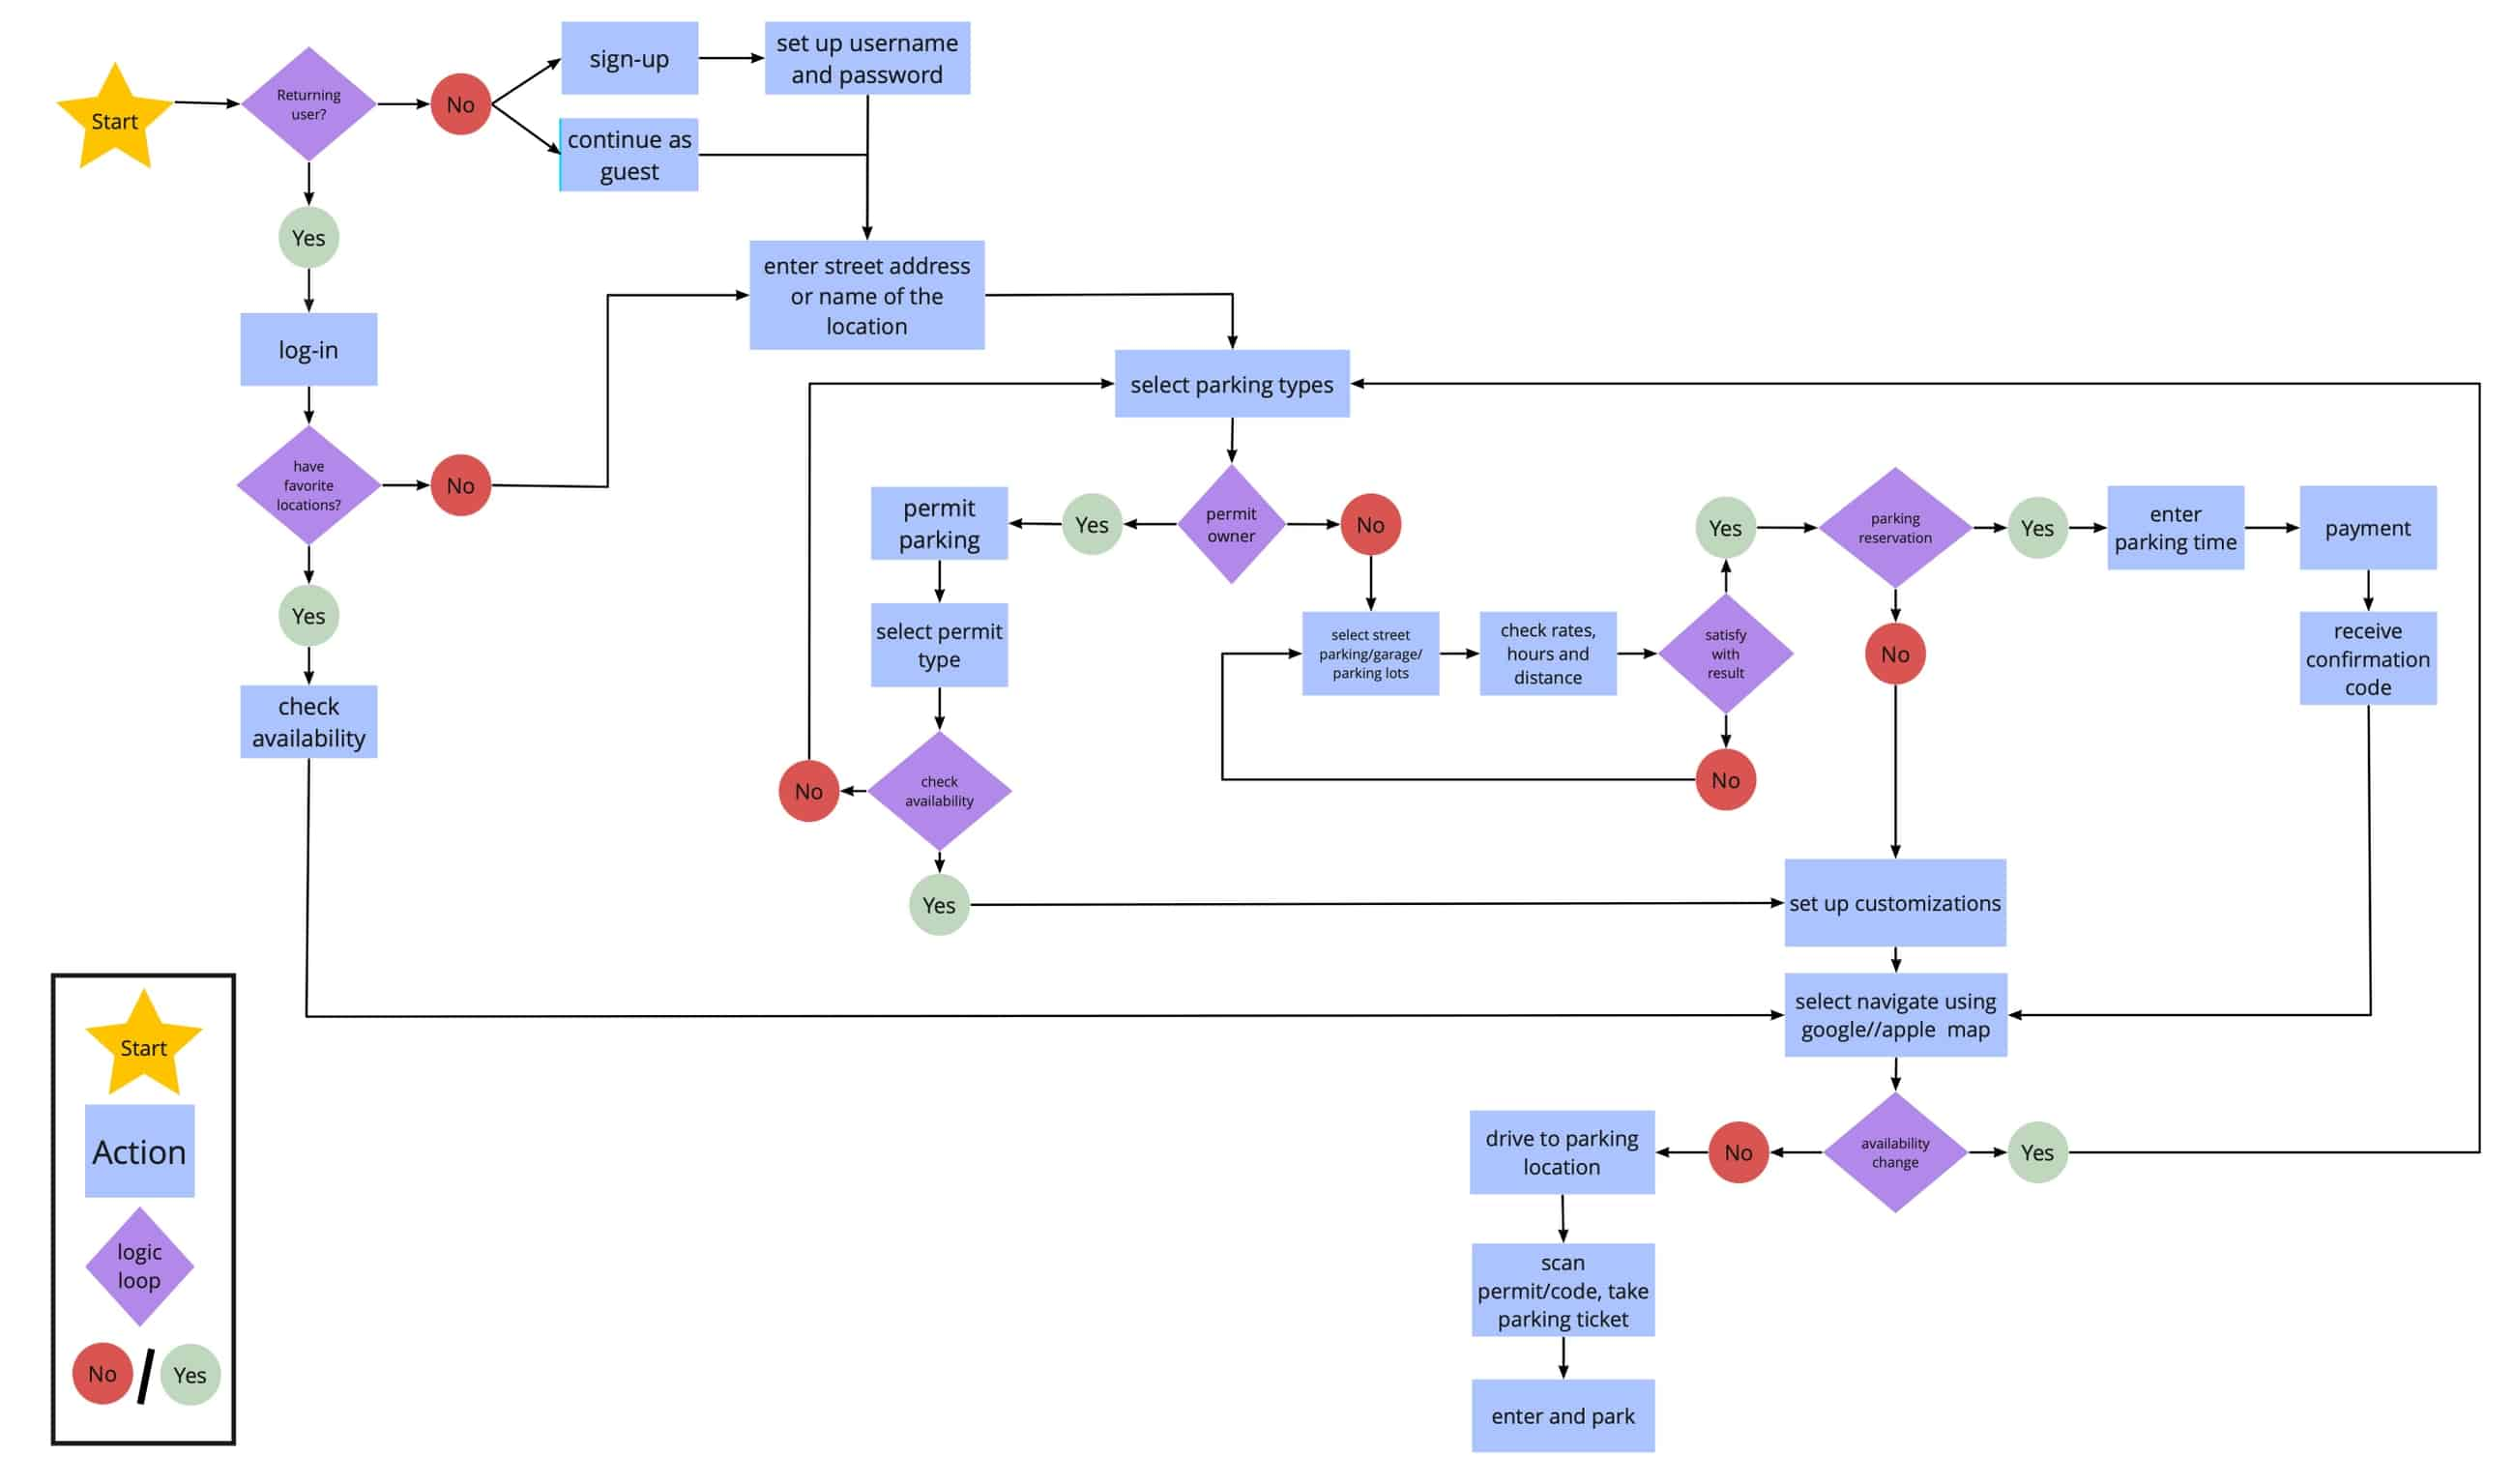 Start
Returning
user?
No
sign-up
set up username
and password
continue as
guest
Yes
log-in
enter street address
or name of the
location
select parking types
have
favorite
locations?
No
Yes
check
availability
permit
owner
Yes
permit
parking
select permit
type
check
availability
No
Yes
No
select street
parking/garage/
parking lots
check rates,
hours and
distance
satisfy
with
result
No
Yes
parking
reservation
Yes
enter
parking time
payment
receive
confirmation
code
No
set up customizations
select navigate using
google//apple  map
availability
change
Yes
No
drive to parking
location
scan
permit/code, take
parking ticket
enter and park
Start
Action
logic
loop
No / Yes